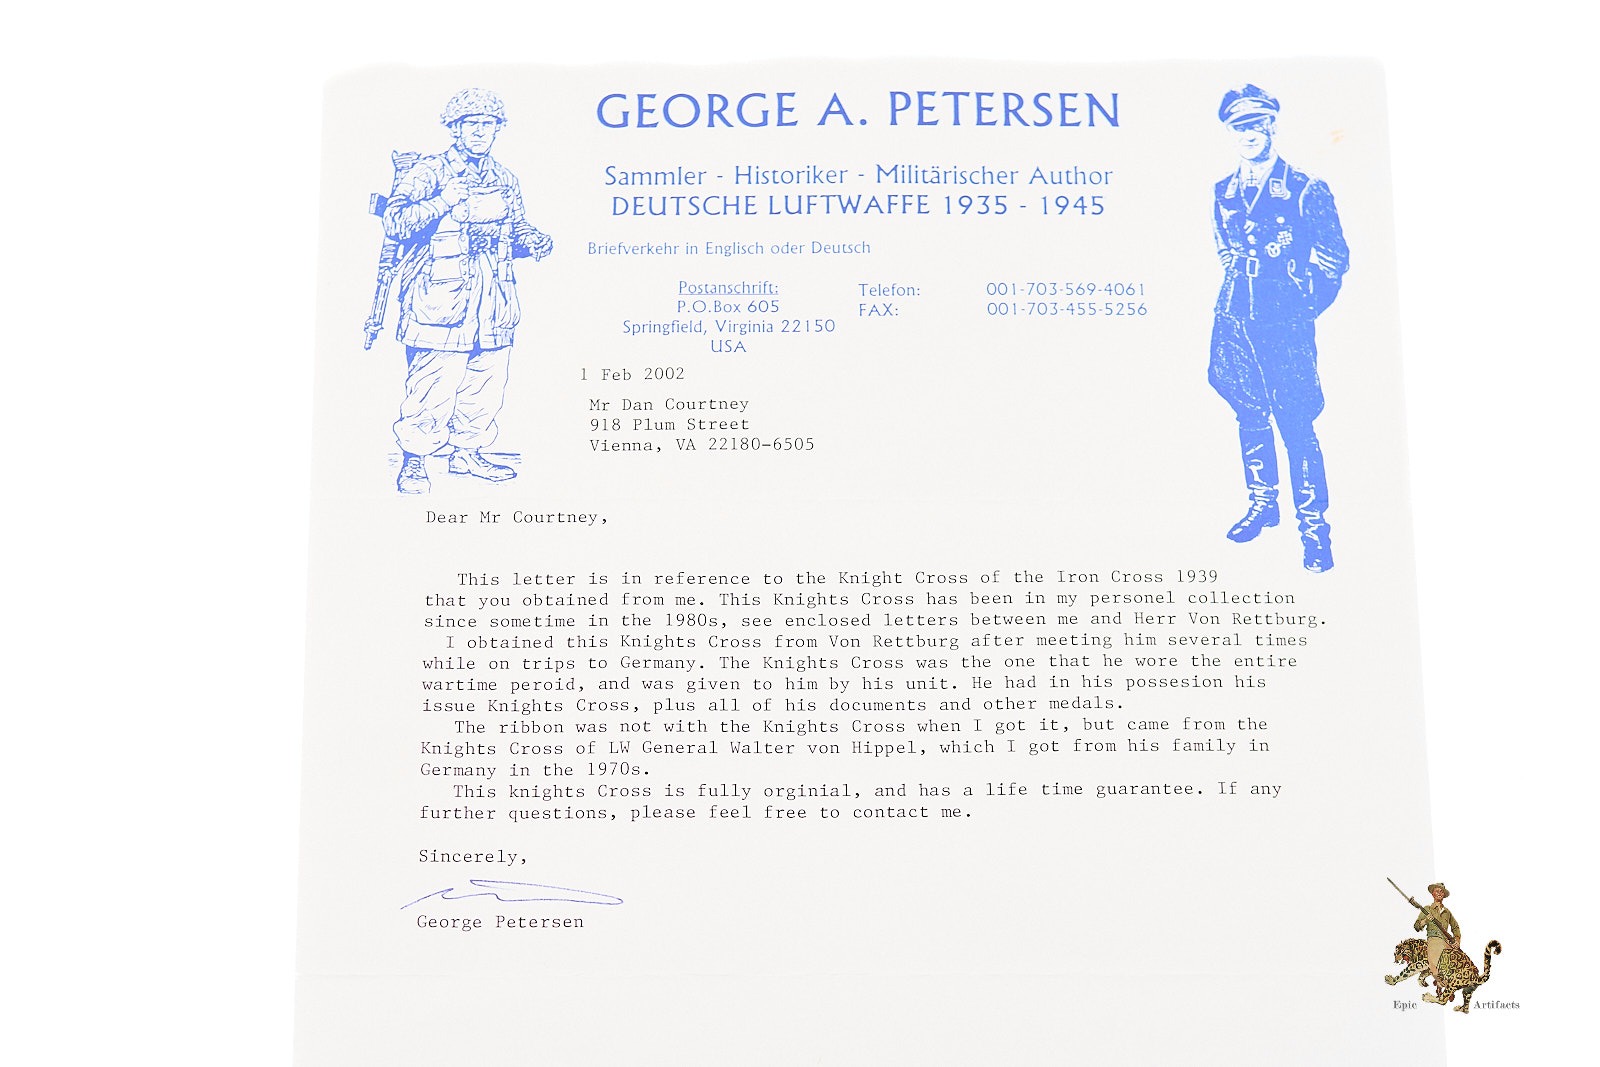 GEORGE A. PETERSEN
Sammler - Historiker - Militärischer Author
DEUTSCHE LUFTWAFFE 1935 - 1945
Briefverkehr in Englisch oder Deutsch
Postanschrift:
P.O.Box 605
Springfield, Virginia 22150
USA
Telefon: 001-703-569-4061
FAX: 001-703-455-5256
1 Feb 2002
Mr Dan Courtney
918 Plum Street
Vienna, VA 22180-6505
Dear Mr Courtney,
This letter is in reference to the Knight Cross of the Iron Cross 1939
that you obtained from me. This Knights Cross has been in my personel collection
since sometime in the 1980s, see enclosed letters between me and Herr Von Rettburg.
I obtained this Knights Cross from Von Rettburg after meeting him several times
while on trips to Germany. The Knights Cross was the one that he wore the entire
wartime peroid, and was given to him by his unit. He had in his possesion his
issue Knights Cross, plus all of his documents and other medals.
The ribbon was not with the Knights Cross when I got it, but came from the
Knights Cross of LW General Walter von Hippel, which I got from his family in
Germany in the 1970s.
This knights Cross is fully orginial, and has a life time guarantee. If any
further questions, please feel free to contact me.
Sincerely,
George Petersen
Epic Artifacts